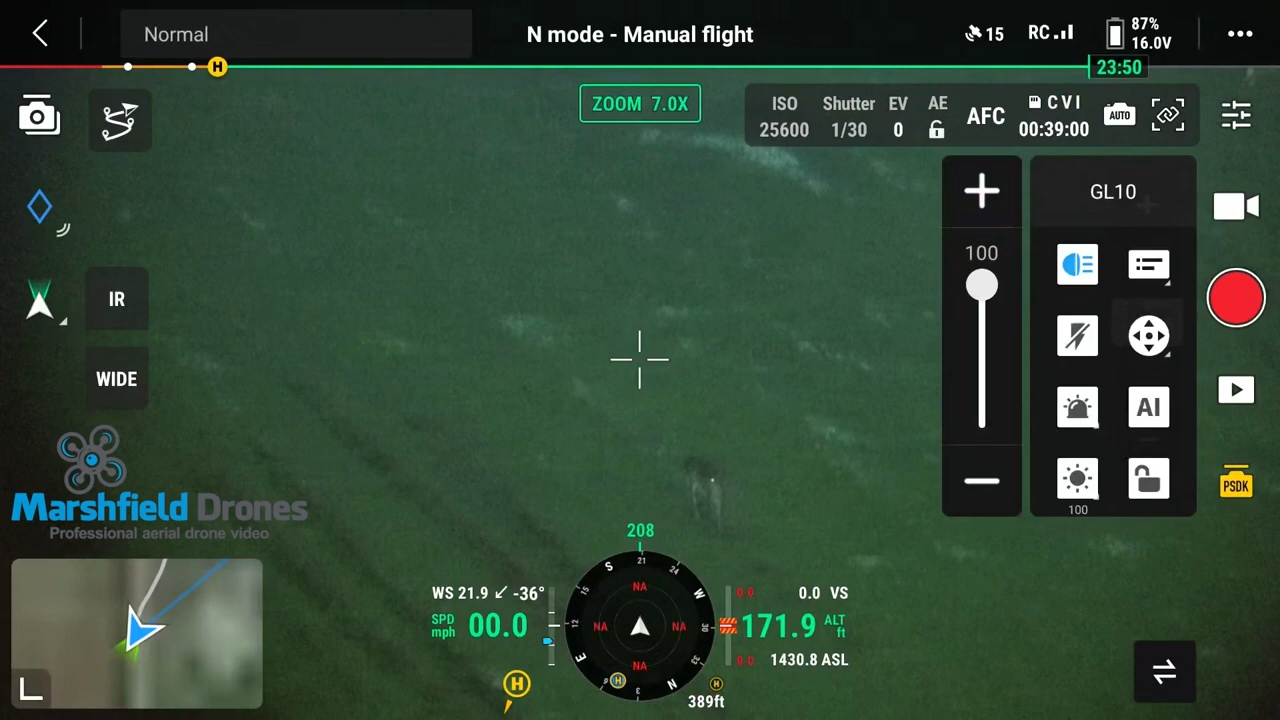 Normal
N mode - Manual flight
15
RC
87%
16.0V
23:50
ZOOM 7.0X
ISO
25600
Shutter
1/30
EV
0
AE
AFC
CVI
00:39:00
AUTO
GL10
100
IR
WIDE
AI
100
PSDK
Marshfield Drones
Professional aerial drone video
208
WS 21.9 ↙ -36°
SPD
mph
00.0
S
21
24
W
30
33
N
3
6
E
12
15
NA
NA
NA
NA
H
H
H
H
0.0
0.0 VS
171.9
ALT
ft
0.0
1430.8 ASL
389ft